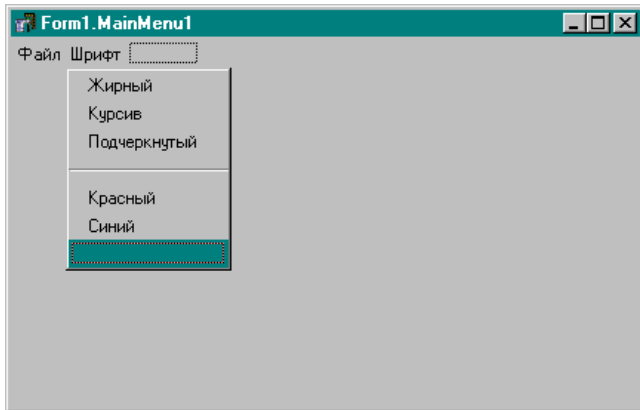 Form1.MainMenu1
Файл Шрифт
Жирный
Курсив
Подчеркнутый
Красный
Синий